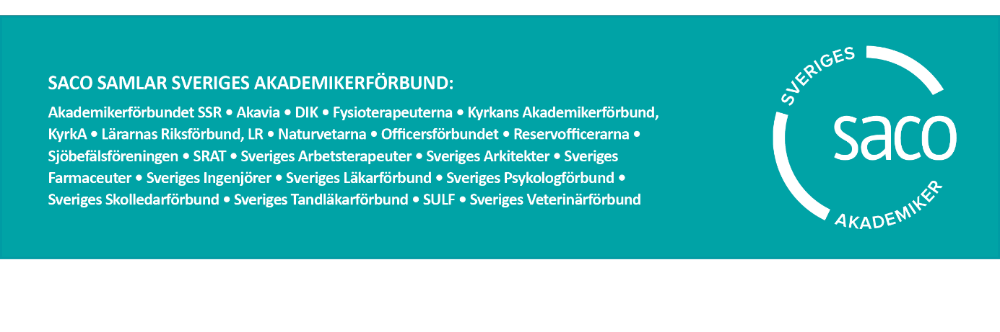 SACO SAMLAR SVERIGES AKADEMIKERFÖRBUND:
Akademikerförbundet SSR • Akavia • DIK • Fysioterapeuterna • Kyrkans Akademikerförbund,
KyrkA • Lärarnas Riksförbund, LR • Naturvetarna • Officersförbundet • Reservofficerarna •
Sjöbefälsföreningen • SRAT • Sveriges Arbetsterapeuter • Sveriges Arkitekter • Sveriges
Farmaceuter • Sveriges Ingenjörer • Sveriges Läkarförbund • Sveriges Psykologförbund •
Sveriges Skolledarförbund • Sveriges Tandläkarförbund • SULF • Sveriges Veterinärförbund
SVERIGES
saco
AKADEMIKER